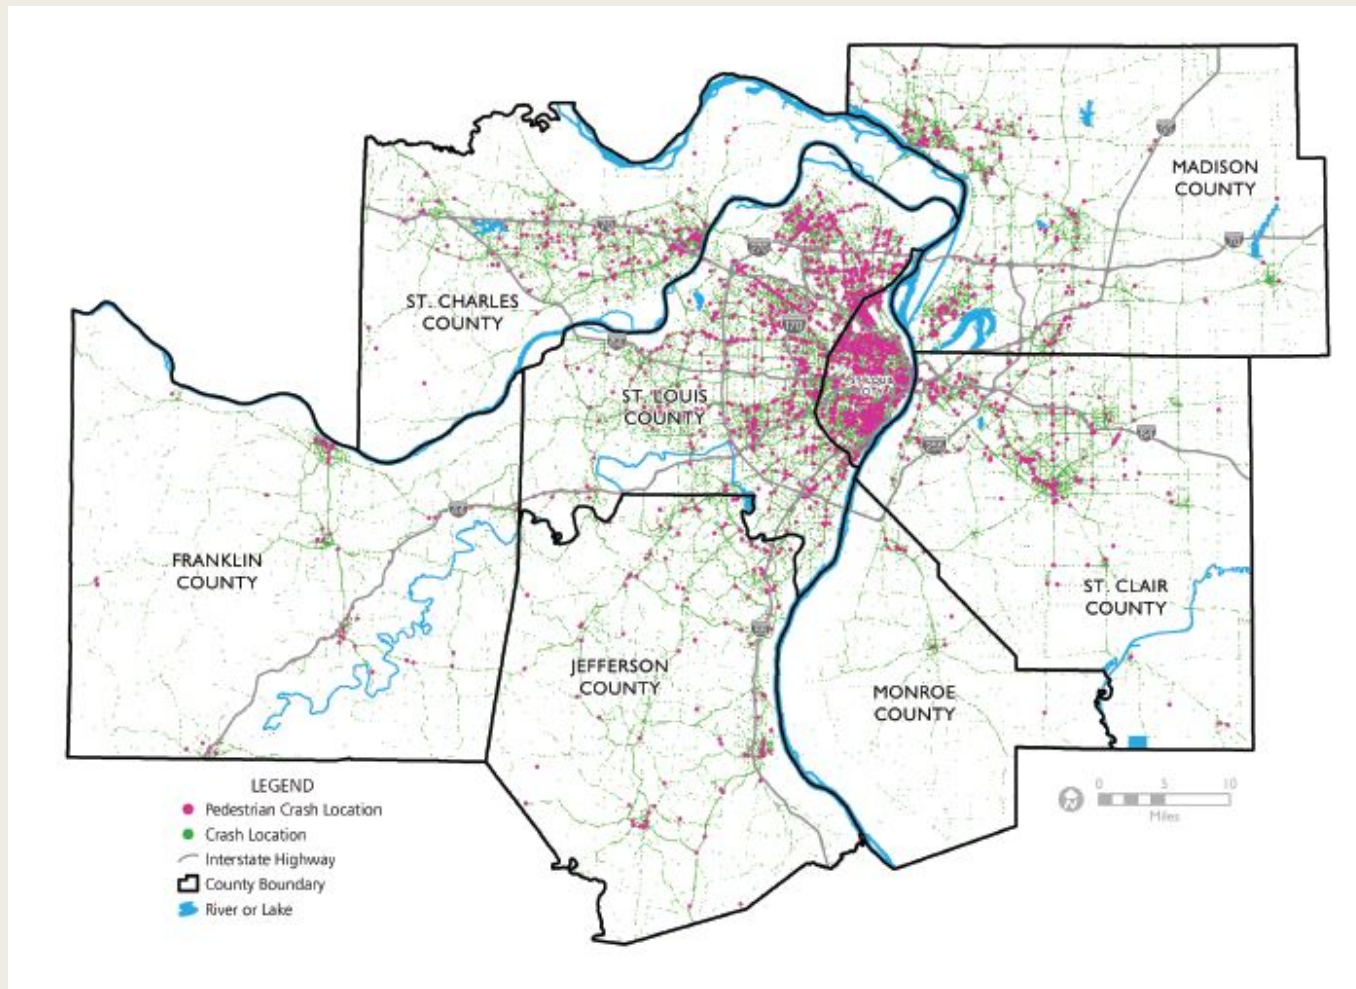 MADISON
COUNTY
ST. CHARLES
COUNTY
ST. LOUIS
COUNTY
FRANKLIN
COUNTY
ST. CLAIR
COUNTY
JEFFERSON
COUNTY
MONROE
COUNTY
LEGEND
Pedestrian Crash Location
Crash Location
Interstate Highway
County Boundary
River or Lake
0 5 10
Miles